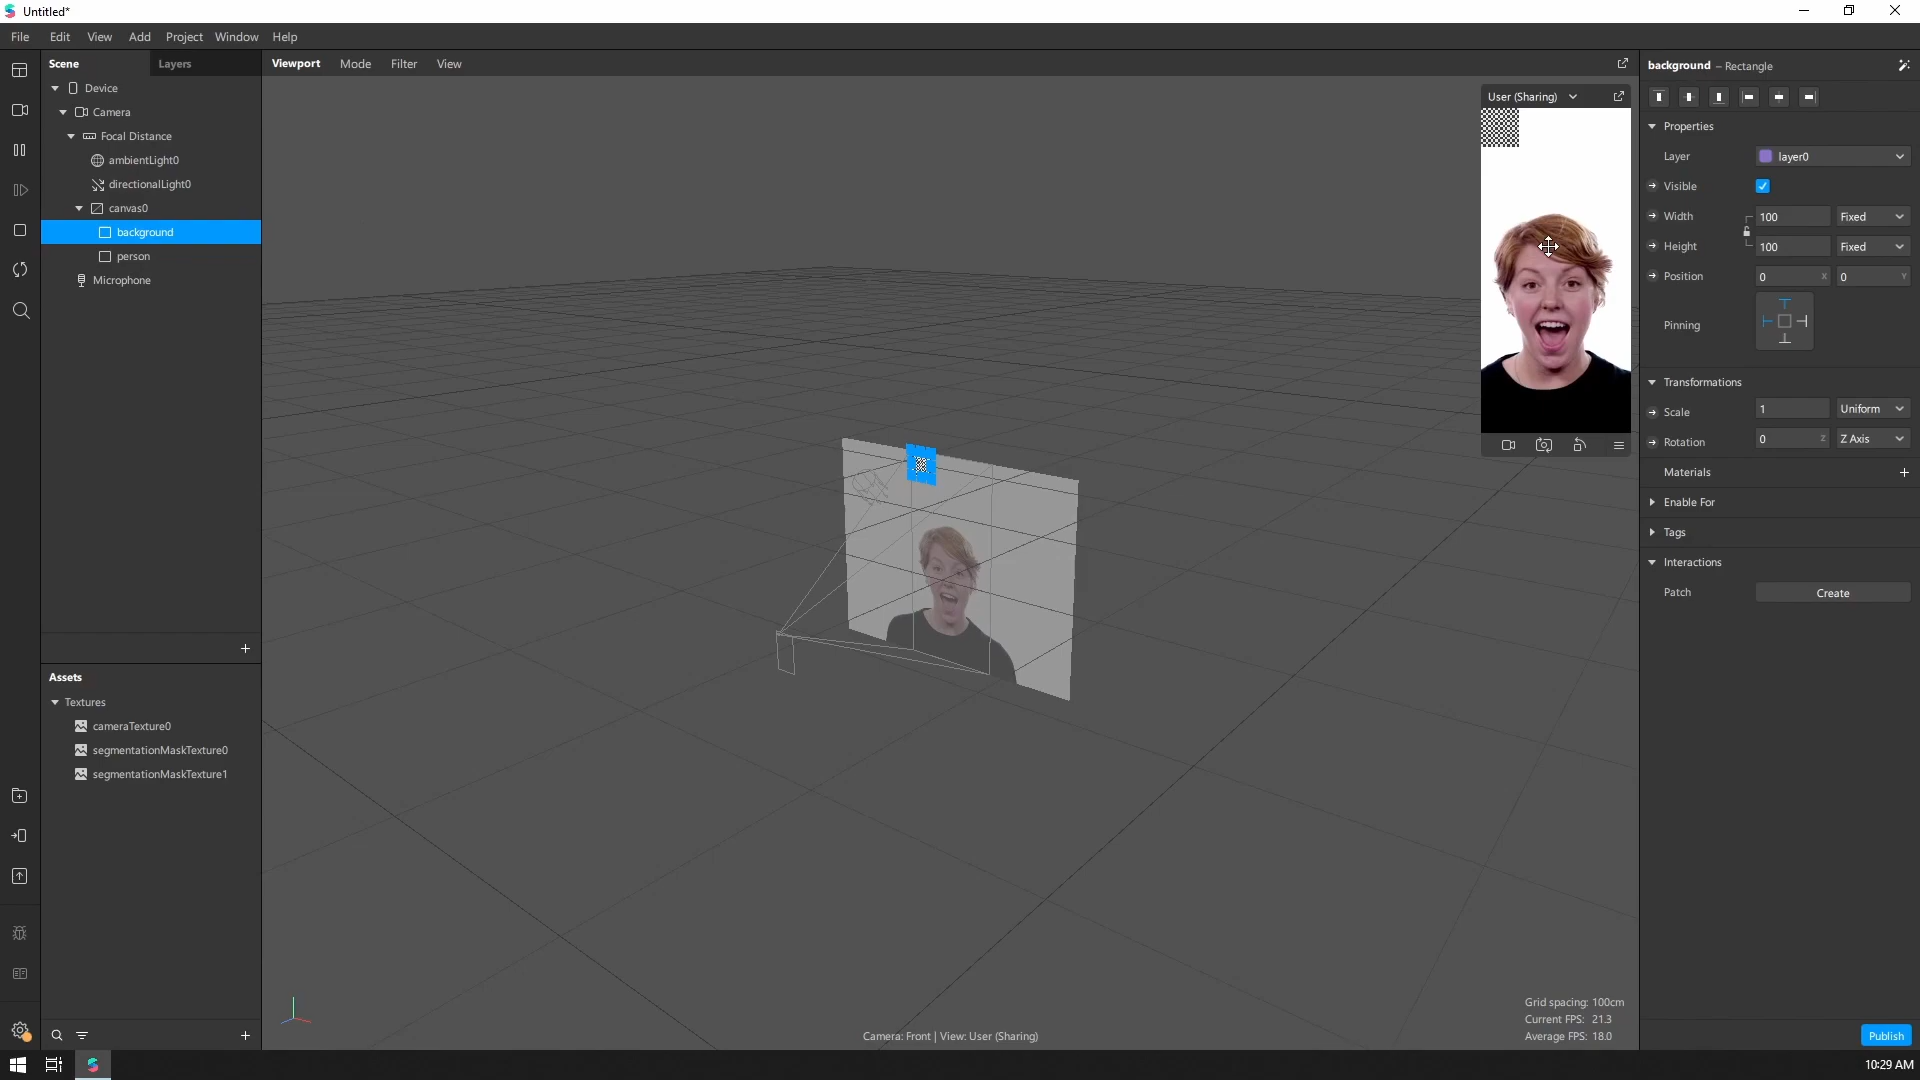 Untitled*
File Edit View Add Project Window Help
Scene Layers
Device
Camera
Focal Distance
ambientLight0
directionalLight0
canvas0
background
person
Microphone
Assets
Textures
cameraTexture0
segmentationMaskTexture0
segmentationMaskTexture1
Viewport Mode Filter View
User (Sharing)
Camera: Front | View: User (Sharing)
Grid spacing: 100cm
Current FPS: 21.3
Average FPS: 18.0
background – Rectangle
Properties
Layer layer0
Visible
Width 100 Fixed
Height 100 Fixed
Position 0 X 0 Y
Pinning
Transformations
Scale 1 Uniform
Rotation 0 Z Z Axis
Materials
Enable For
Tags
Interactions
Patch Create
Publish
10:29 AM